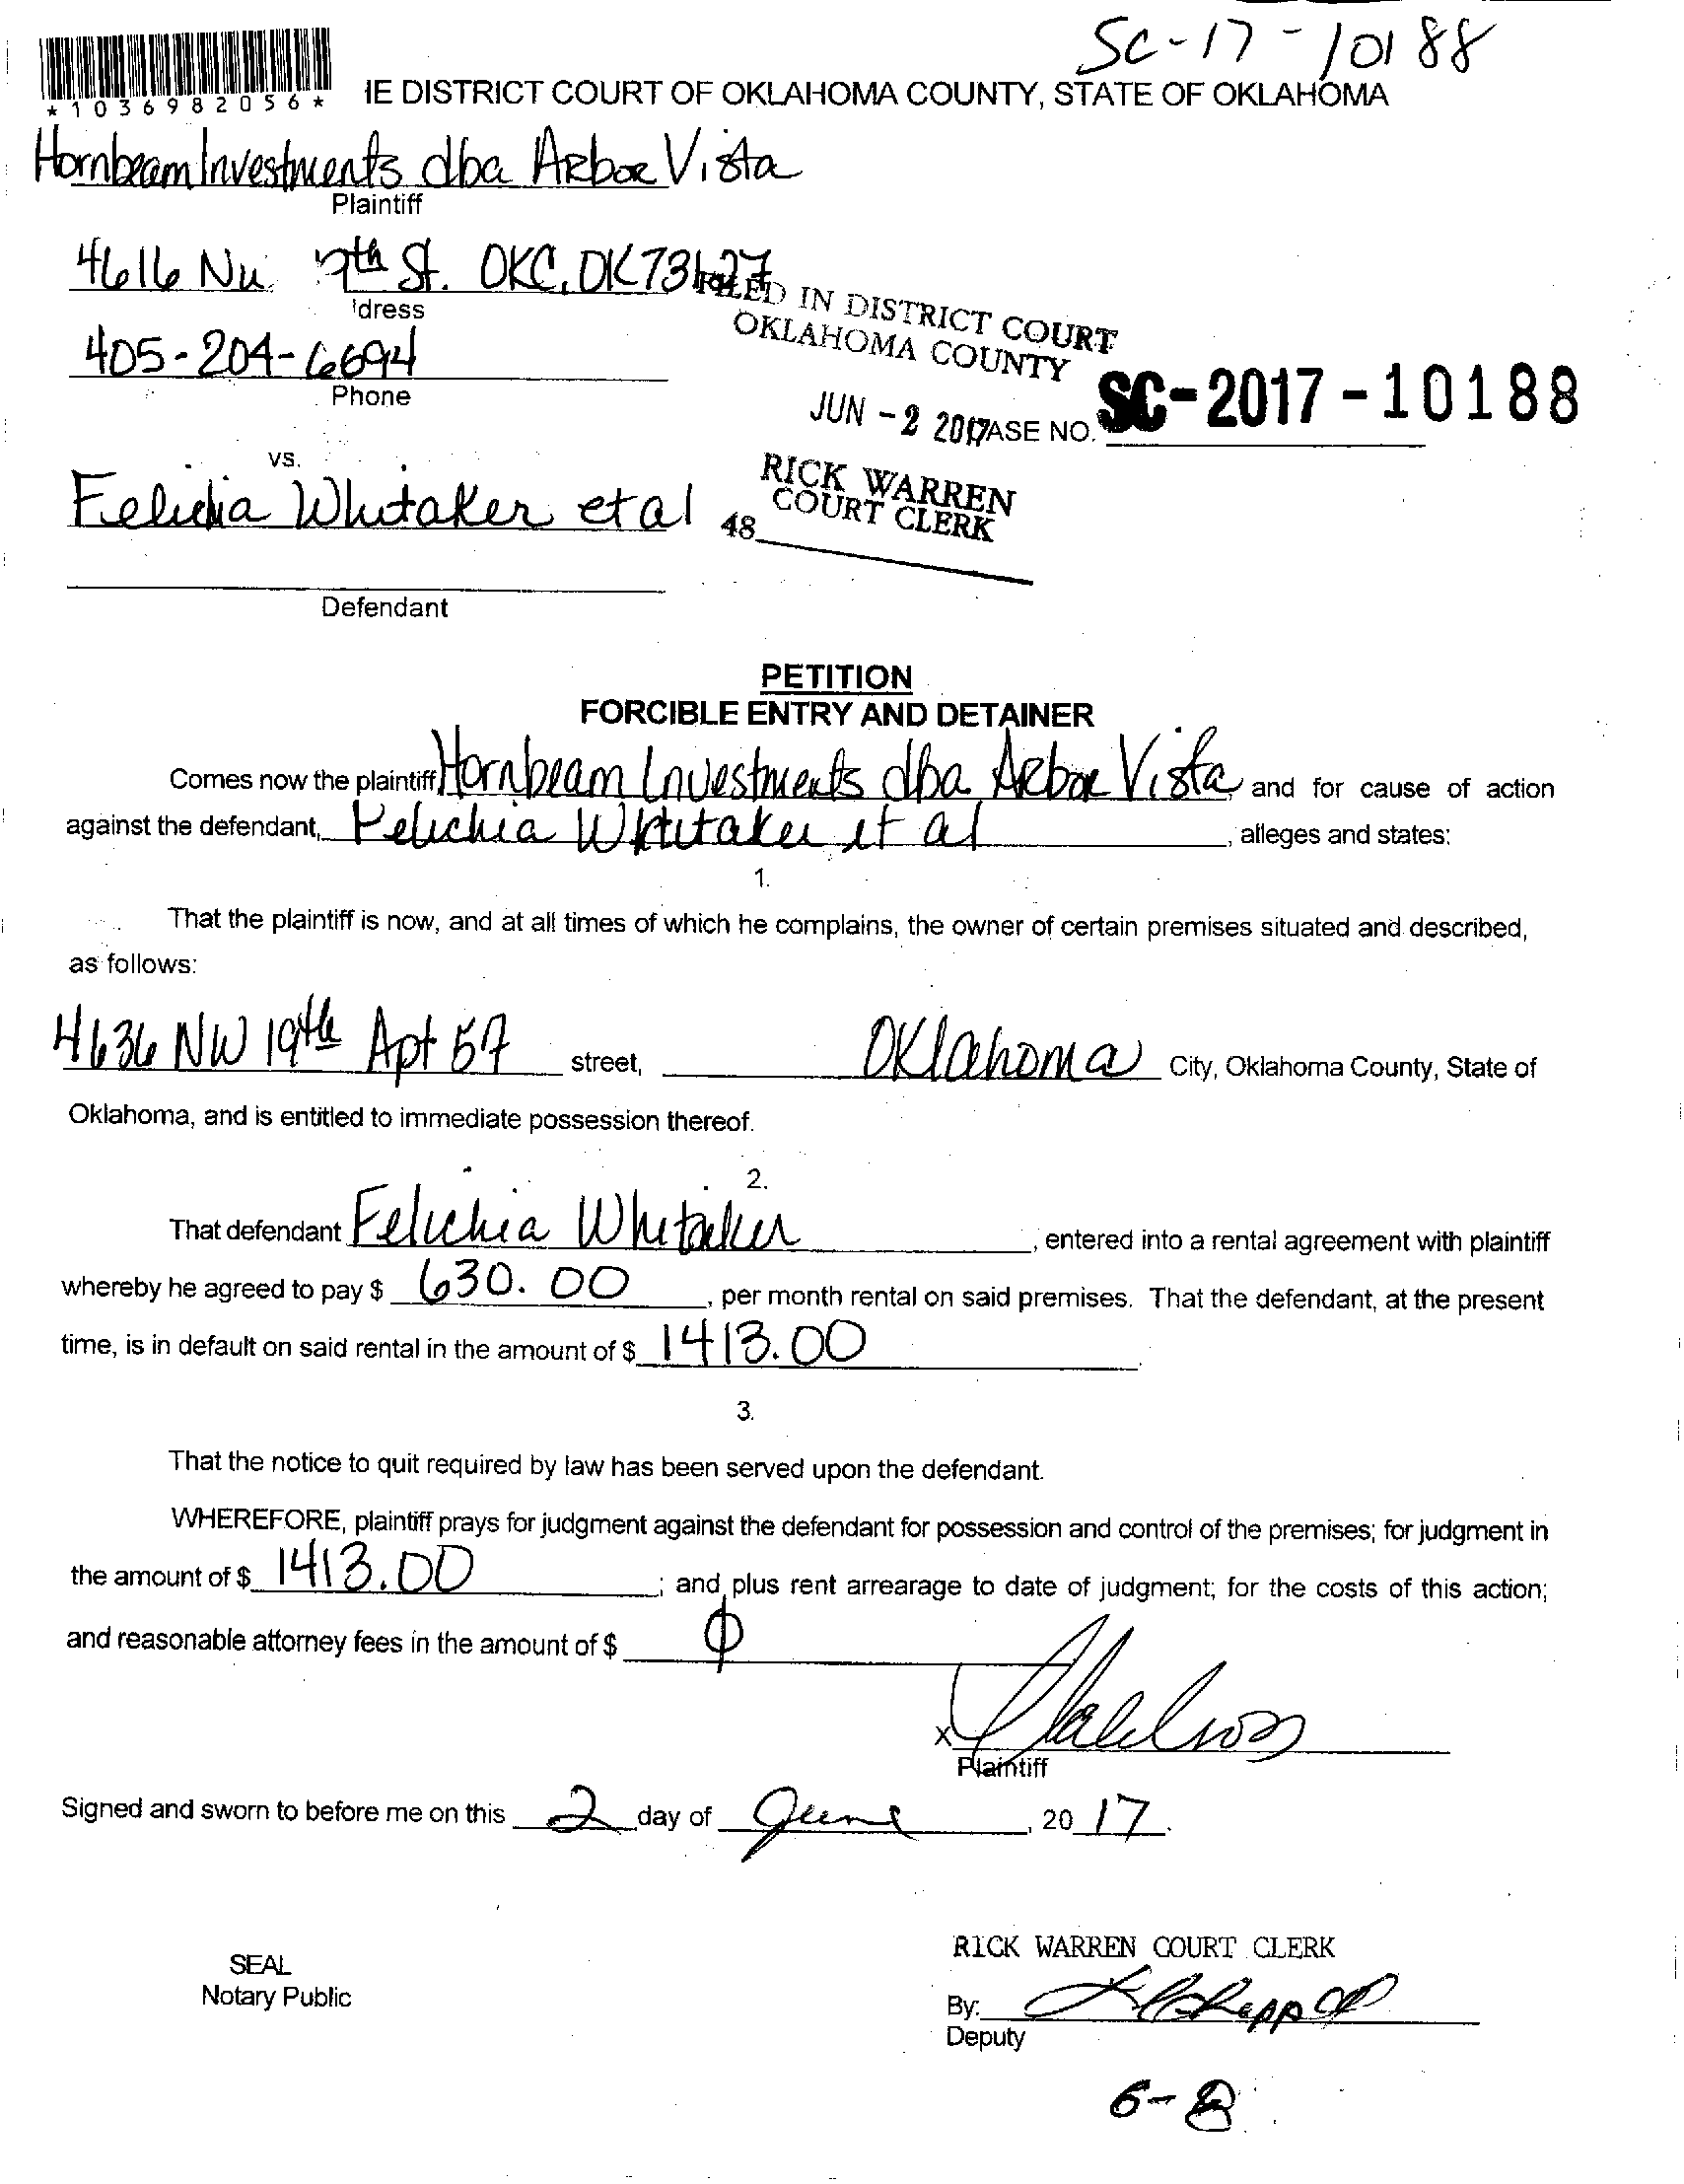 SC-17-10188
*1036982056*
IE DISTRICT COURT OF OKLAHOMA COUNTY, STATE OF OKLAHOMA
Hornbeam Investments dba Arbor Vista
Plaintiff
4616 NW th St. OKC, OK 73127
dress
FILED IN DISTRICT COURT
OKLAHOMA COUNTY
405-204-6694
Phone
JUN -2 2017
ASE NO. SC-2017-10188
vs.
RICK WARREN
COURT CLERK
48
Felichia Whitaker et al
Defendant
PETITION
FORCIBLE ENTRY AND DETAINER
Comes now the plaintiff, Hornbeam Investments dba Arbor Vista, and for cause of action
against the defendant, Felichia Whitaker et al, alleges and states:
1.
That the plaintiff is now, and at all times of which he complains, the owner of certain premises situated and described,
as follows:
4636 NW 19th Apt 57 street, Oklahoma City, Oklahoma County, State of
Oklahoma, and is entitled to immediate possession thereof.
2.
That defendant Felichia Whitaker, entered into a rental agreement with plaintiff
whereby he agreed to pay $ 630.00, per month rental on said premises. That the defendant, at the present
time, is in default on said rental in the amount of $ 1413.00.
3.
That the notice to quit required by law has been served upon the defendant.
WHEREFORE, plaintiff prays for judgment against the defendant for possession and control of the premises; for judgment in
the amount of $ 1413.00; and plus rent arrearage to date of judgment; for the costs of this action;
and reasonable attorney fees in the amount of $ ϕ
x
Plaintiff
Signed and sworn to before me on this 2 day of June, 20 17.
RICK WARREN COURT CLERK
SEAL
Notary Public
By:
Deputy
6-8